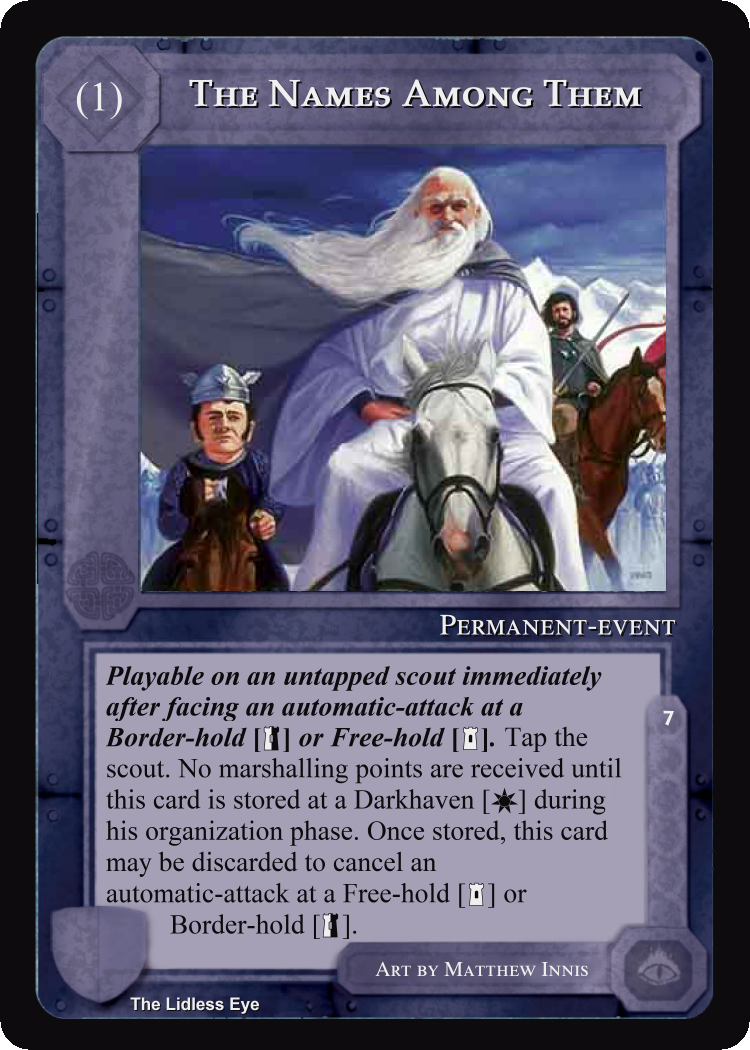 (1)
The Names Among Them
Permanent-event
Playable on an untapped scout immediately
after facing an automatic-attack at a
Border-hold [] or Free-hold []. Tap the
scout. No marshalling points are received until
this card is stored at a Darkhaven [] during
his organization phase. Once stored, this card
may be discarded to cancel an
automatic-attack at a Free-hold [] or
Border-hold [].
7
Art by Matthew Innis
The Lidless Eye